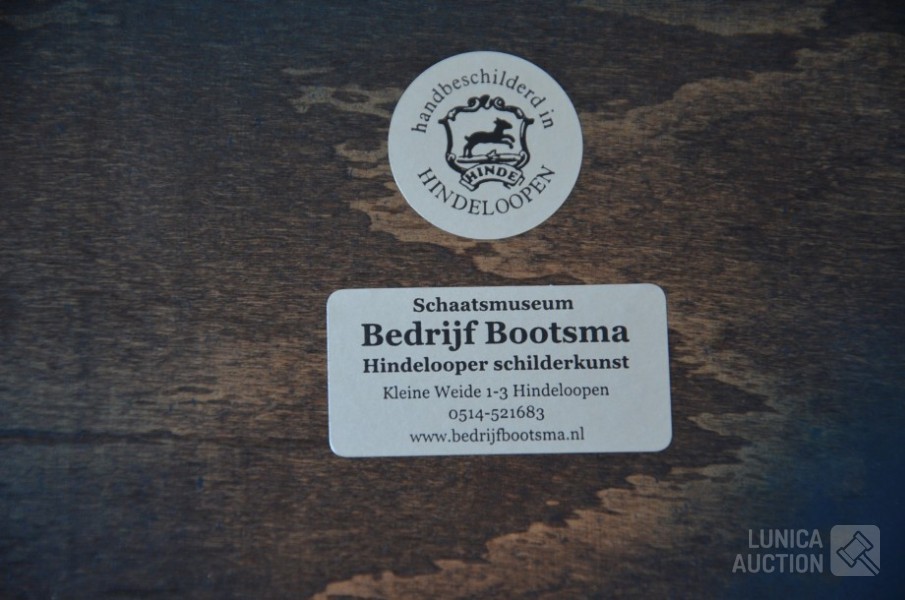 handbeschilderd in
HINDE
HINDELOOPEN
Schaatsmuseum
Bedrijf Bootsma
Hindelooper schilderkunst
Kleine Weide 1-3 Hindeloopen
0514-521683
www.bedrijfbootsma.nl
LUNICA
AUCTION